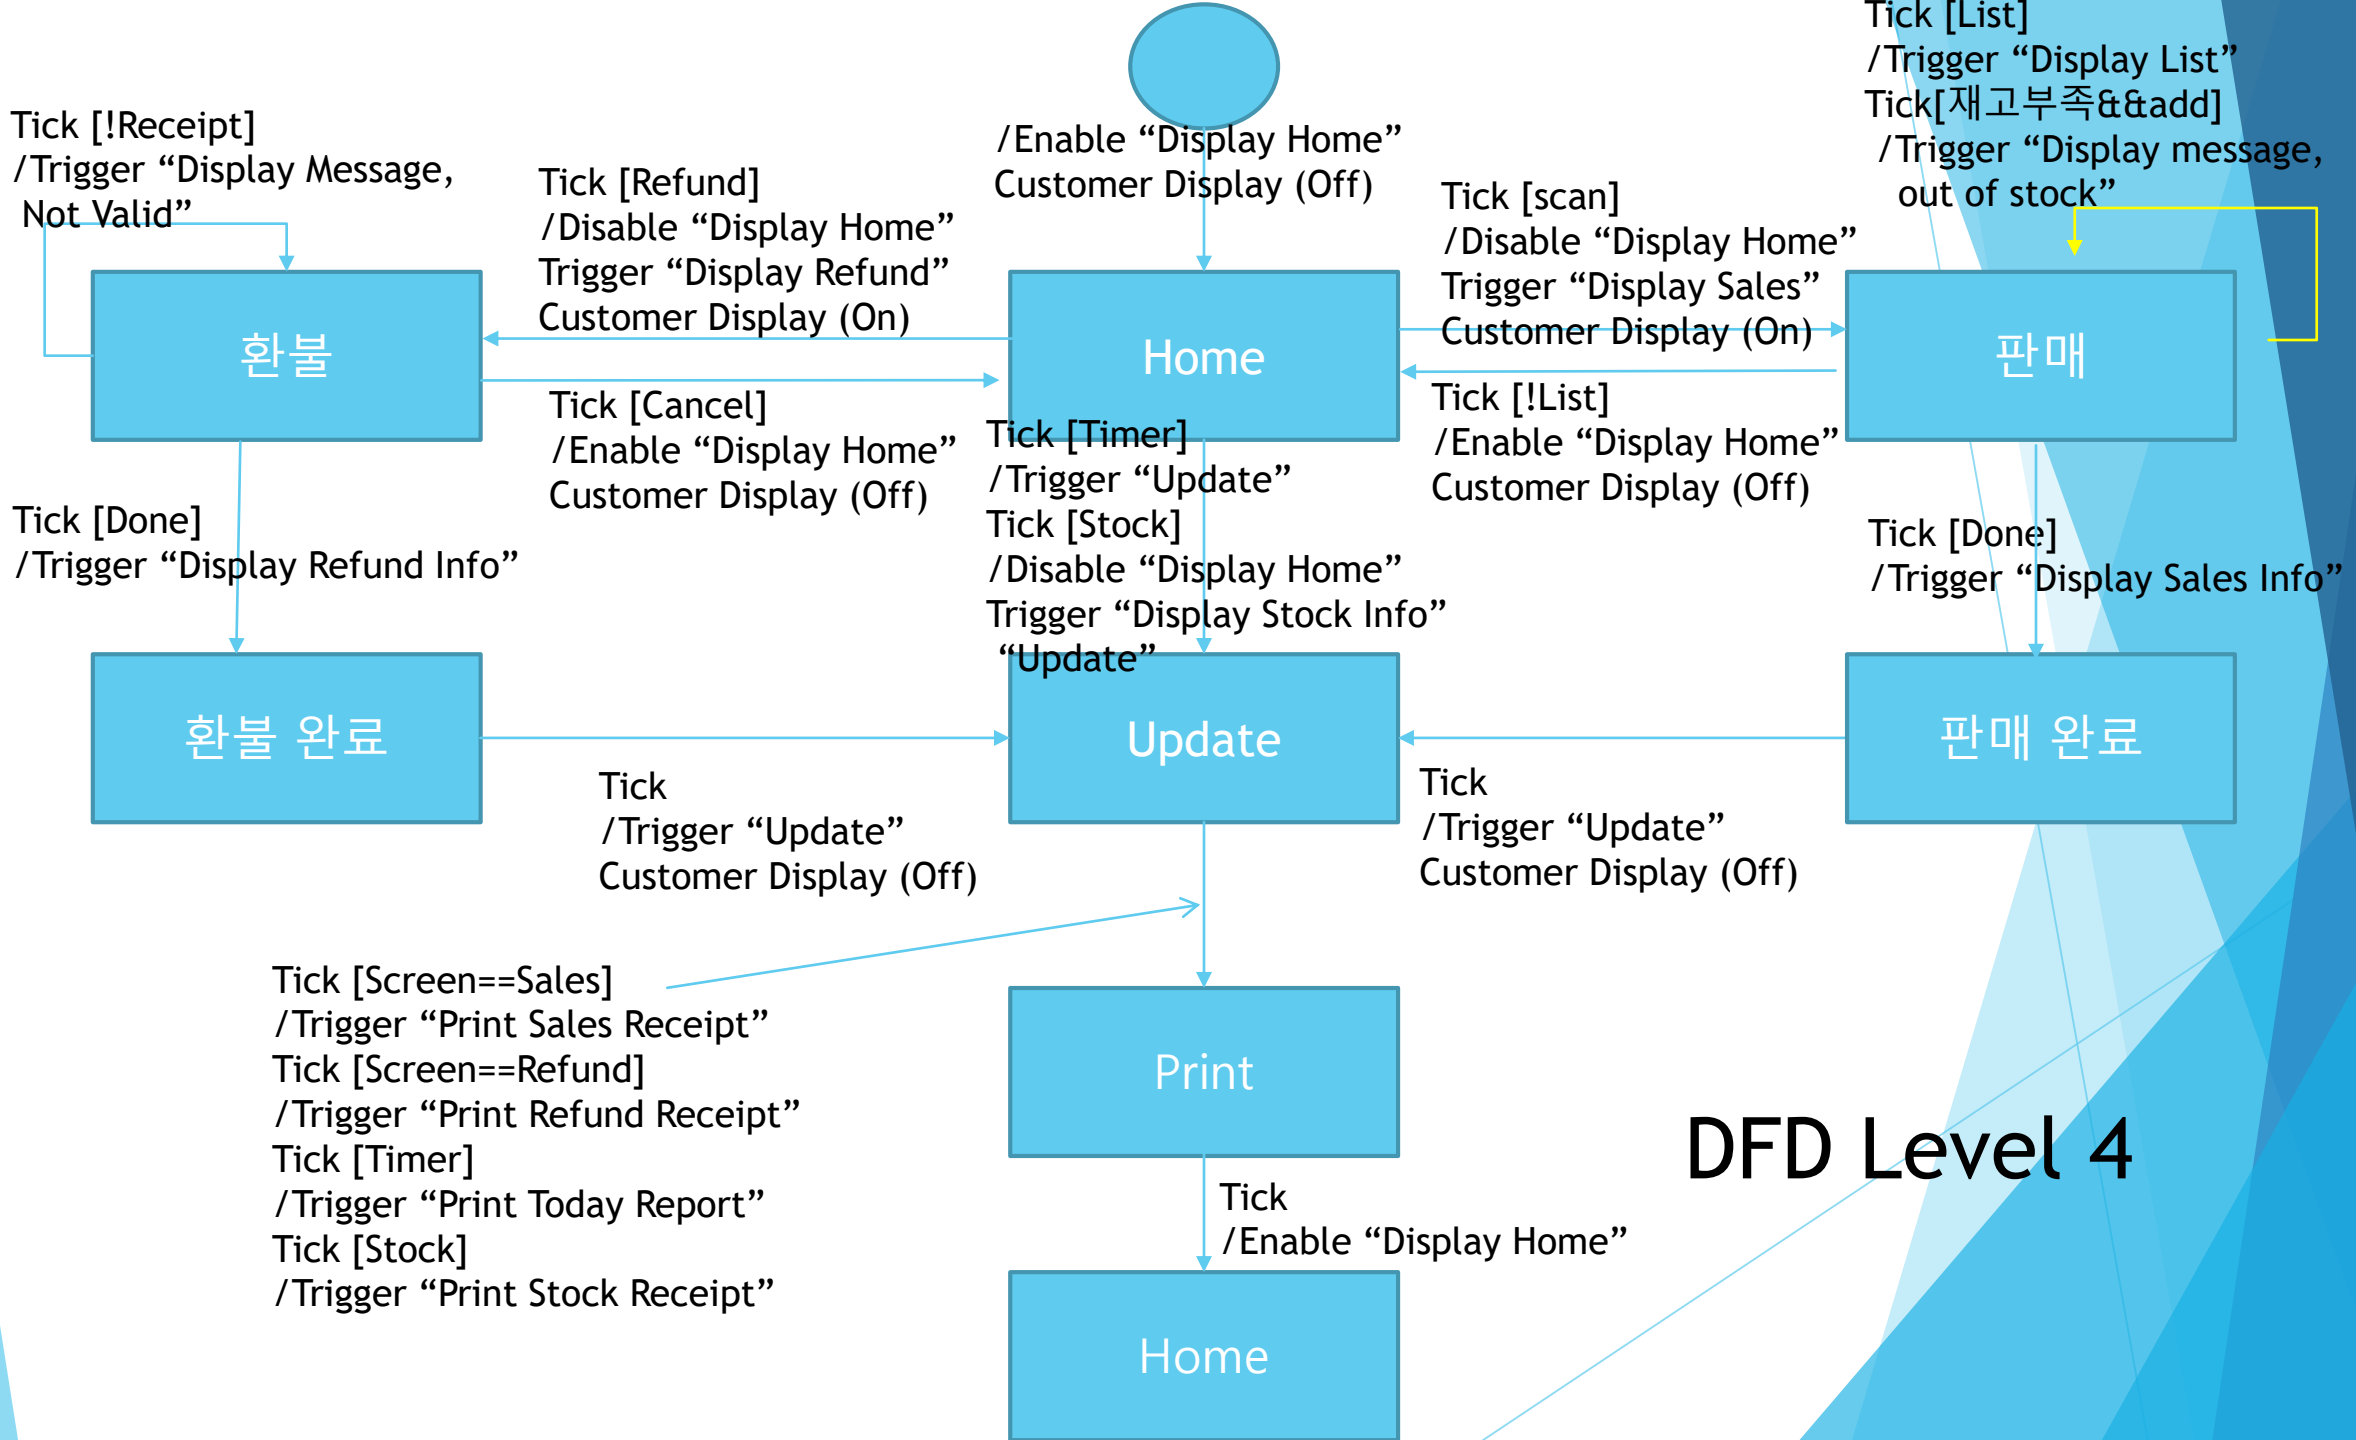 Tick [List]
/Trigger “Display List”
Tick[재고부족&&add]
/Trigger “Display message,
out of stock”
Tick [!Receipt]
/Trigger “Display Message,
Not Valid”
/Enable “Display Home”
Customer Display (Off)
Tick [Refund]
/Disable “Display Home”
Trigger “Display Refund”
Customer Display (On)
Tick [scan]
/Disable “Display Home”
Trigger “Display Sales”
Customer Display (On)
환불
Home
판매
Tick [Cancel]
/Enable “Display Home”
Customer Display (Off)
Tick [Timer]
/Trigger “Update”
Tick [Stock]
/Disable “Display Home”
Trigger “Display Stock Info”
“Update”
Tick [!List]
/Enable “Display Home”
Customer Display (Off)
Tick [Done]
/Trigger “Display Refund Info”
Tick [Done]
/Trigger “Display Sales Info”
환불 완료
Update
판매 완료
Tick
/Trigger “Update”
Customer Display (Off)
Tick
/Trigger “Update”
Customer Display (Off)
Tick [Screen==Sales]
/Trigger “Print Sales Receipt”
Tick [Screen==Refund]
/Trigger “Print Refund Receipt”
Tick [Timer]
/Trigger “Print Today Report”
Tick [Stock]
/Trigger “Print Stock Receipt”
Print
DFD Level 4
Tick
/Enable “Display Home”
Home